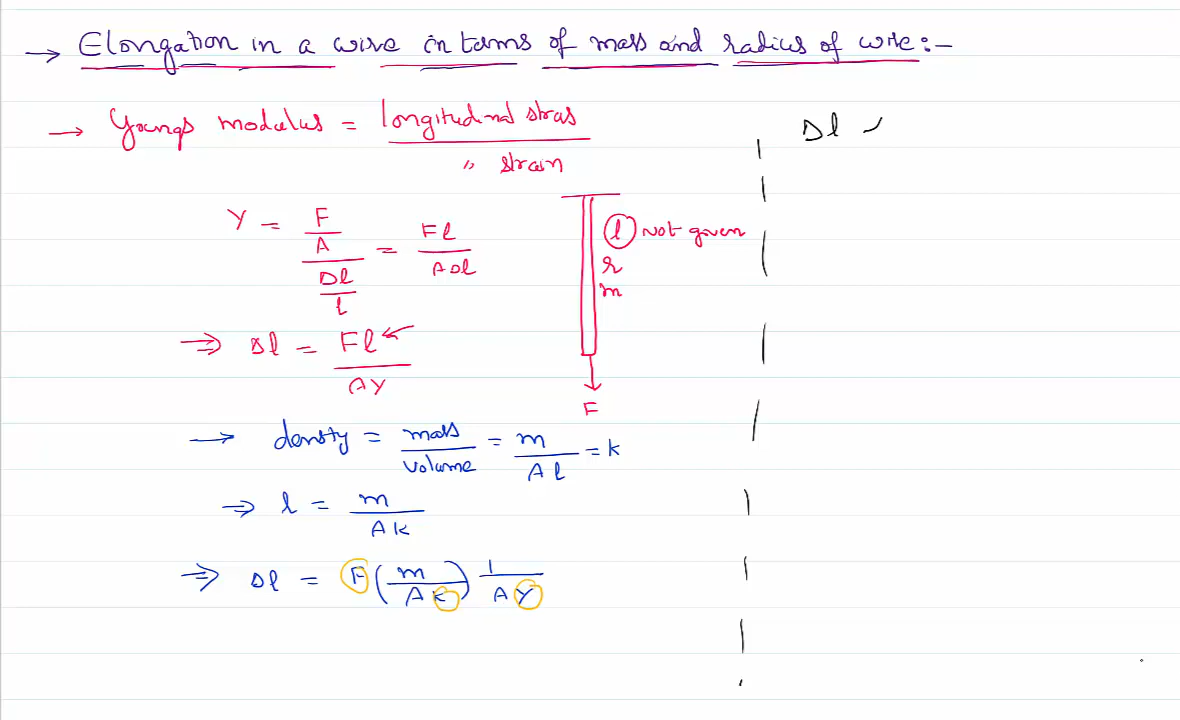 → Elongation in a wire in terms of mass and radius of wire:-
→ Youngs modulus = longitudinal stress / " strain
Y = (F/A)/(Δl/l) = Fl/AΔl
l not given
r
m
F
⇒ Δl = Fl/AY
→ density = mass/volume = m/Al = k
⇒ l = m/Ak
⇒ Δl = F(m/Ak) 1/AY
Δl